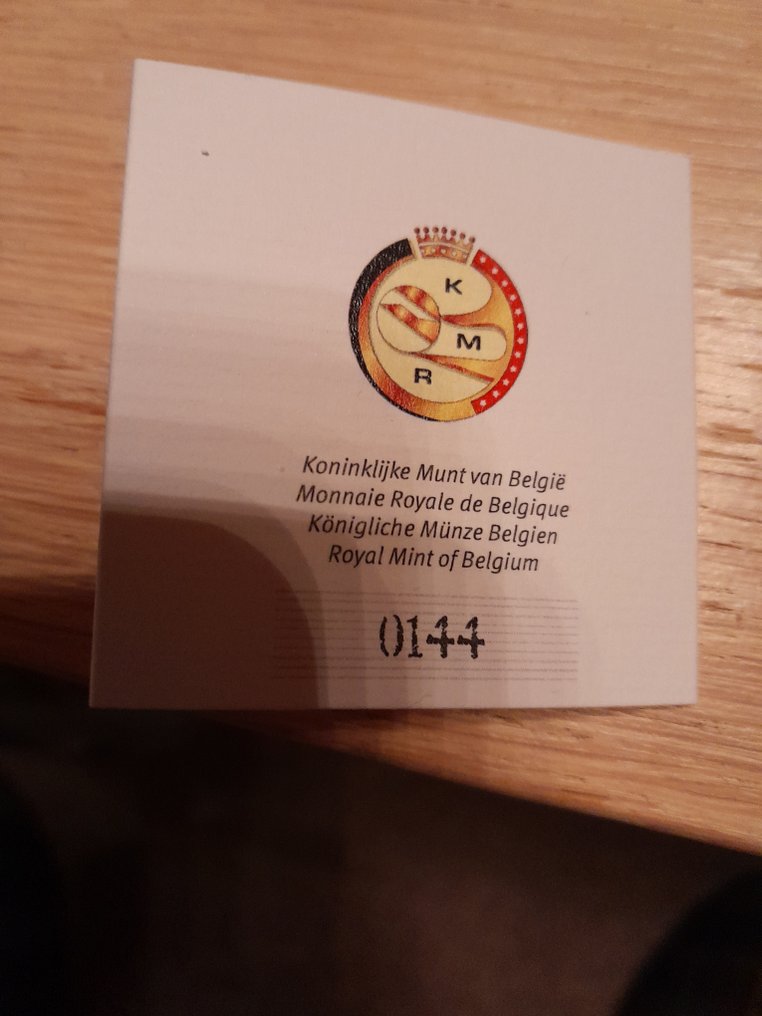 K
M
R
Koninklijke Munt van België
Monnaie Royale de Belgique
Königliche Münze Belgien
Royal Mint of Belgium
0144